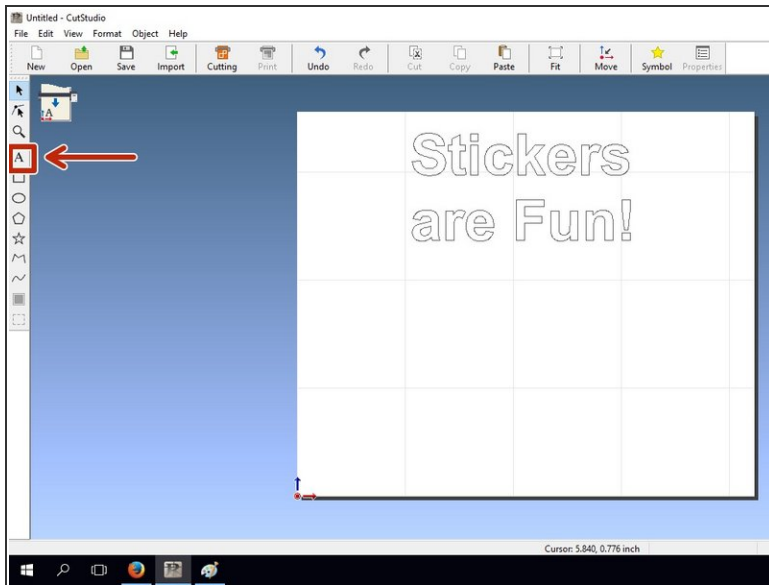 Untitled - CutStudio
File Edit View Format Object Help
New Open Save Import Cutting Print Undo Redo Cut Copy Paste Fit Move Symbol Properties
A
A
Stickers
are Fun!
Cursor: 5.840, 0.776 inch